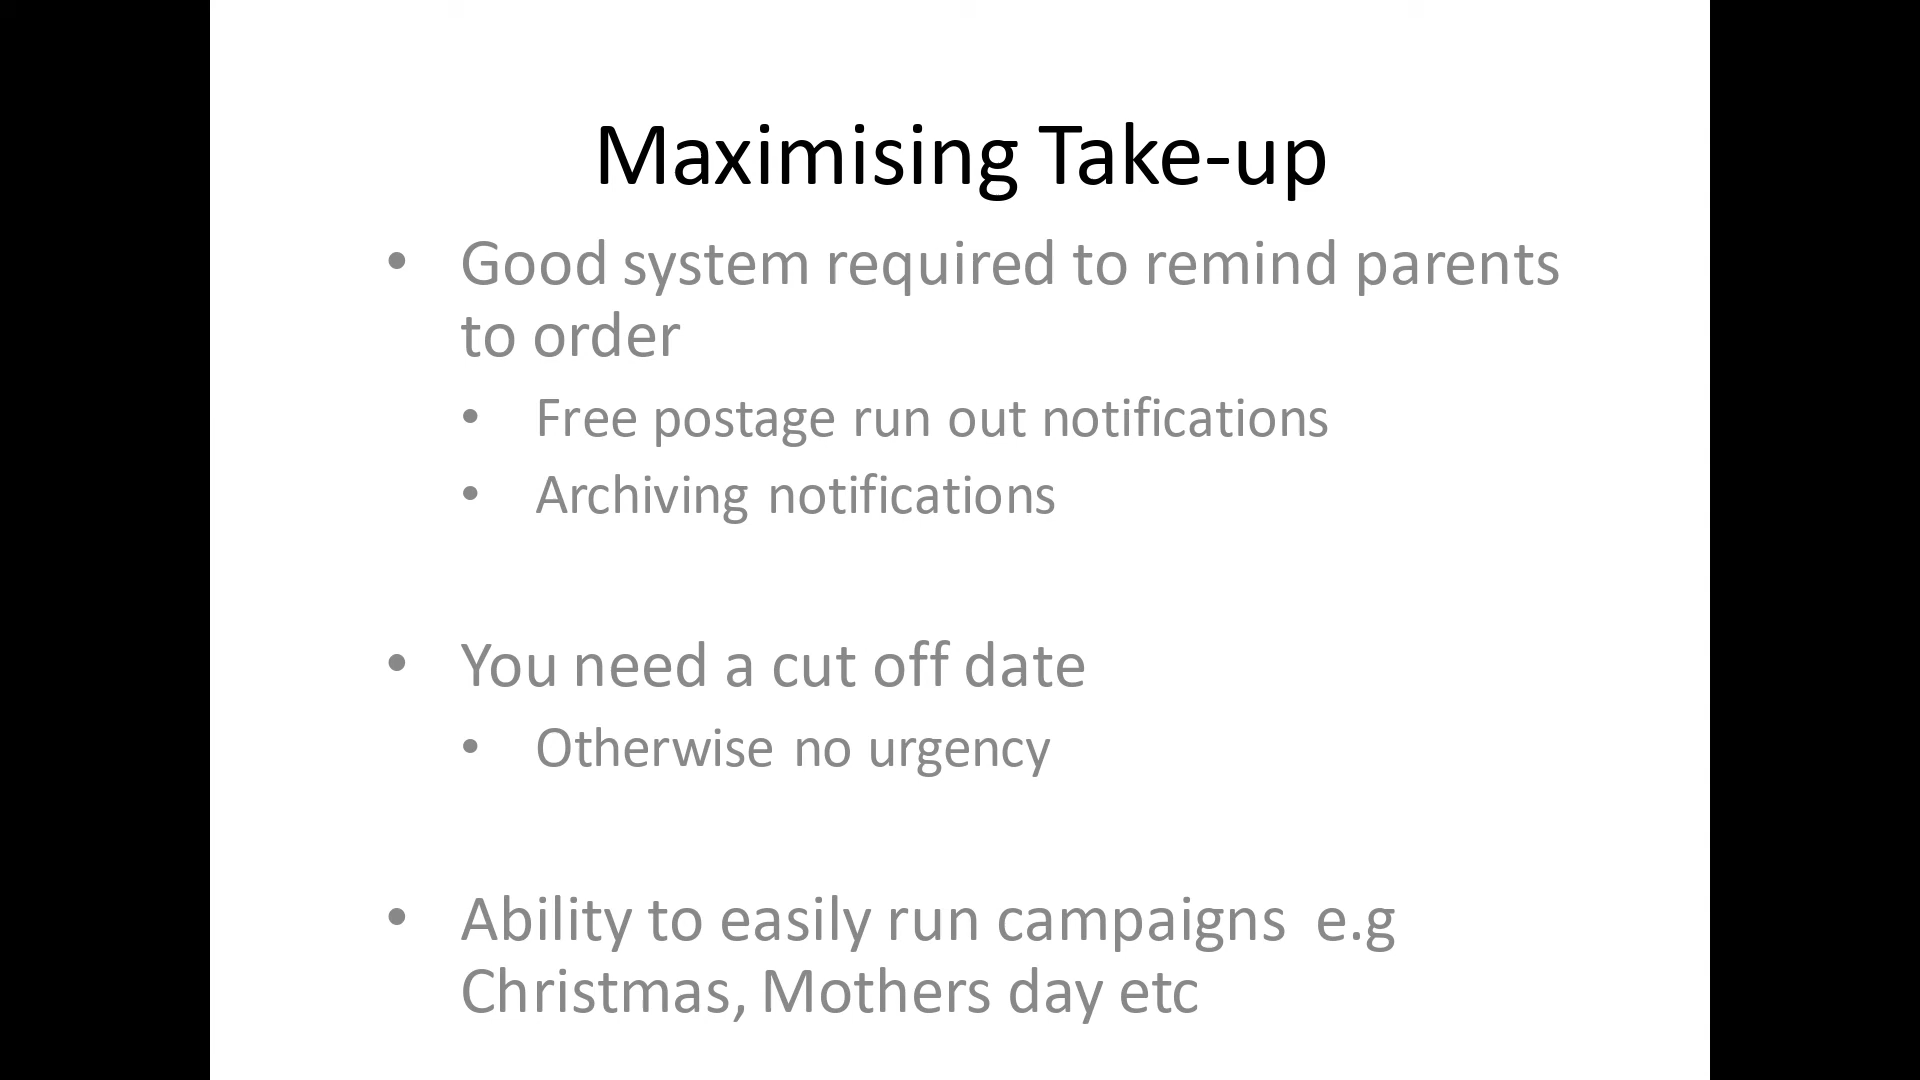 Maximising Take-up
• Good system required to remind parents
to order
• Free postage run out notifications
• Archiving notifications
• You need a cut off date
• Otherwise no urgency
• Ability to easily run campaigns  e.g
Christmas, Mothers day etc